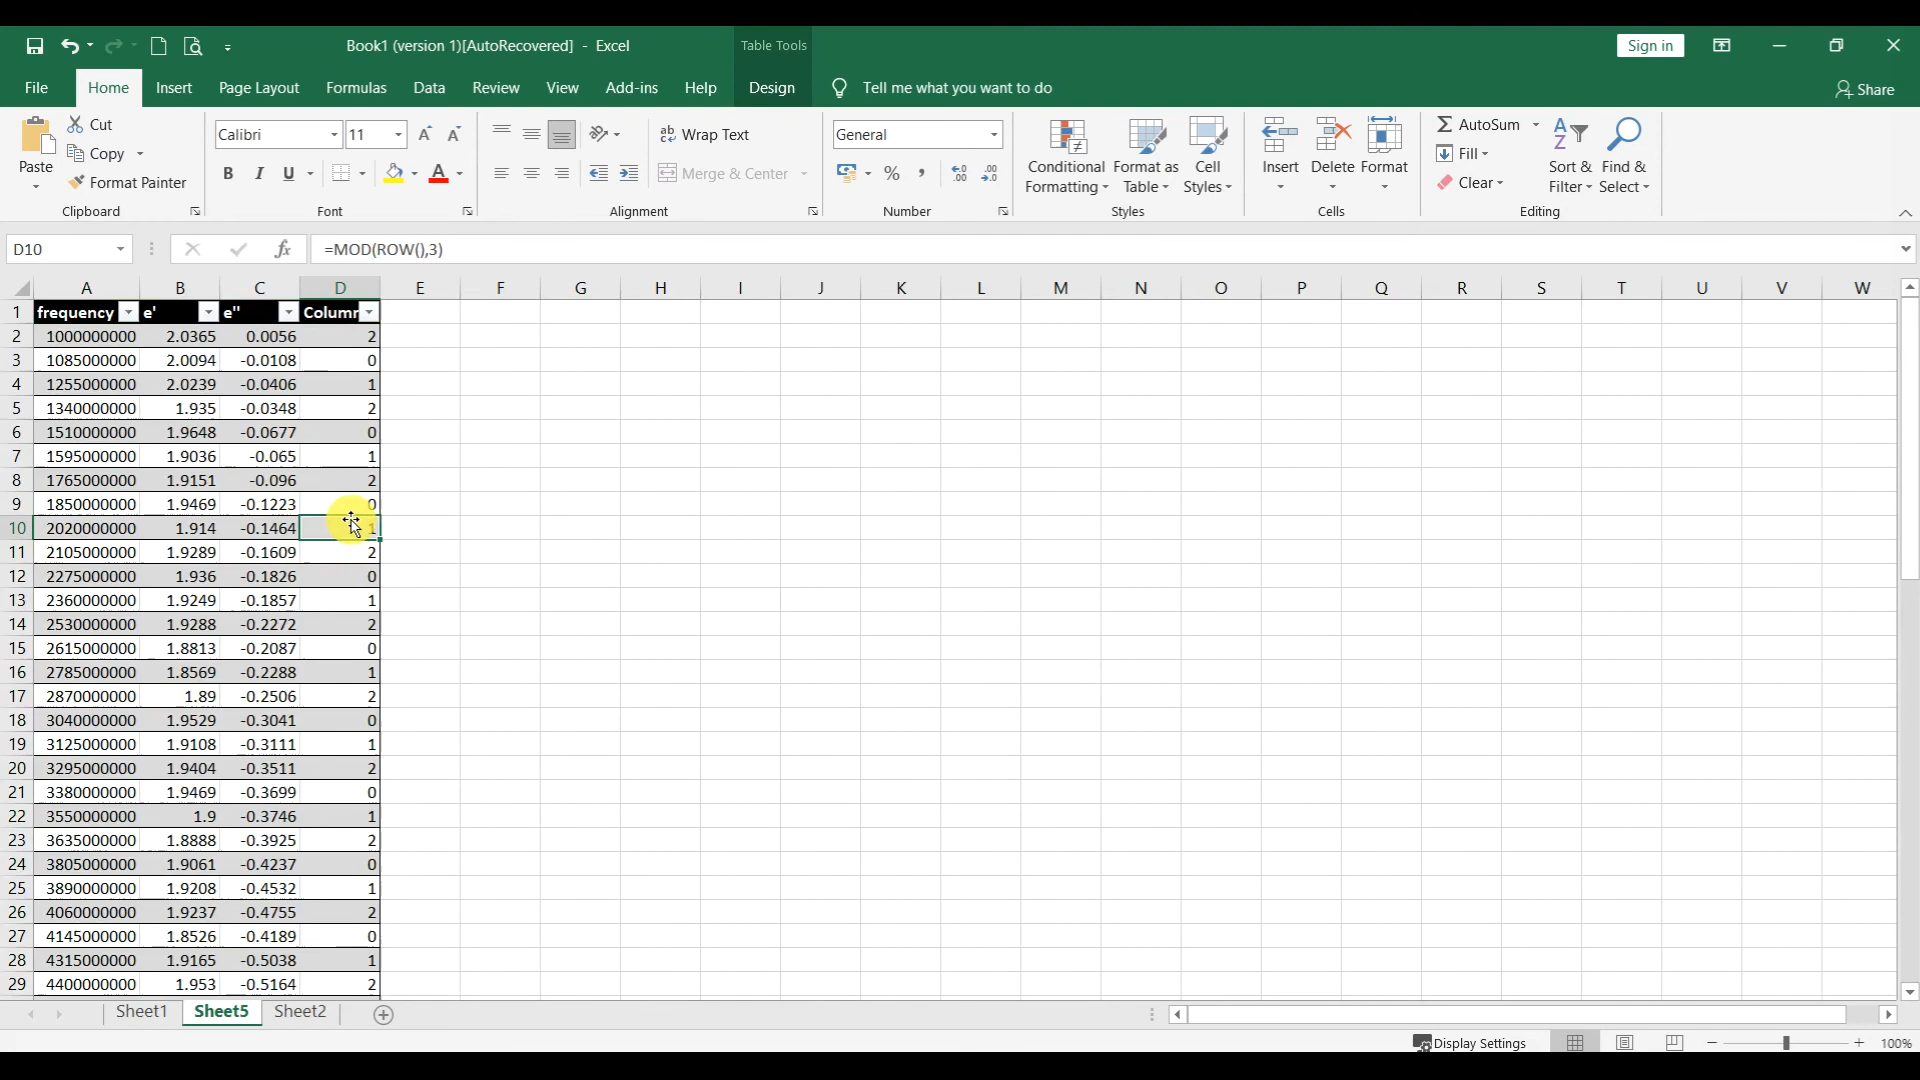 Book1 (version 1)[AutoRecovered] - Excel
Table Tools
Sign in
File Home Insert Page Layout Formulas Data Review View Add-ins Help Design Tell me what you want to do Share
Paste
Cut
Copy
Format Painter
Clipboard
Calibri 11
B I U A
Font
Wrap Text
Merge & Center
Alignment
General
% ,
Number
Conditional Formatting
Format as Table
Cell Styles
Styles
Insert Delete Format
Cells
AutoSum
Fill
Clear
Sort & Filter
Find & Select
Editing
D10 fx =MOD(ROW(),3)
A B C D E F G H I J K L M N O P Q R S T U V W
1 frequency e' e'' Colum
2 1000000000 2.0365 0.0056 2
3 1085000000 2.0094 -0.0108 0
4 1255000000 2.0239 -0.0406 1
5 1340000000 1.935 -0.0348 2
6 1510000000 1.9648 -0.0677 0
7 1595000000 1.9036 -0.065 1
8 1765000000 1.9151 -0.096 2
9 1850000000 1.9469 -0.1223 0
10 2020000000 1.914 -0.1464 1
11 2105000000 1.9289 -0.1609 2
12 2275000000 1.936 -0.1826 0
13 2360000000 1.9249 -0.1857 1
14 2530000000 1.9288 -0.2272 2
15 2615000000 1.8813 -0.2087 0
16 2785000000 1.8569 -0.2288 1
17 2870000000 1.89 -0.2506 2
18 3040000000 1.9529 -0.3041 0
19 3125000000 1.9108 -0.3111 1
20 3295000000 1.9404 -0.3511 2
21 3380000000 1.9469 -0.3699 0
22 3550000000 1.9 -0.3746 1
23 3635000000 1.8888 -0.3925 2
24 3805000000 1.9061 -0.4237 0
25 3890000000 1.9208 -0.4532 1
26 4060000000 1.9237 -0.4755 2
27 4145000000 1.8526 -0.4189 0
28 4315000000 1.9165 -0.5038 1
29 4400000000 1.953 -0.5164 2
Sheet1 Sheet5 Sheet2
Display Settings 100%